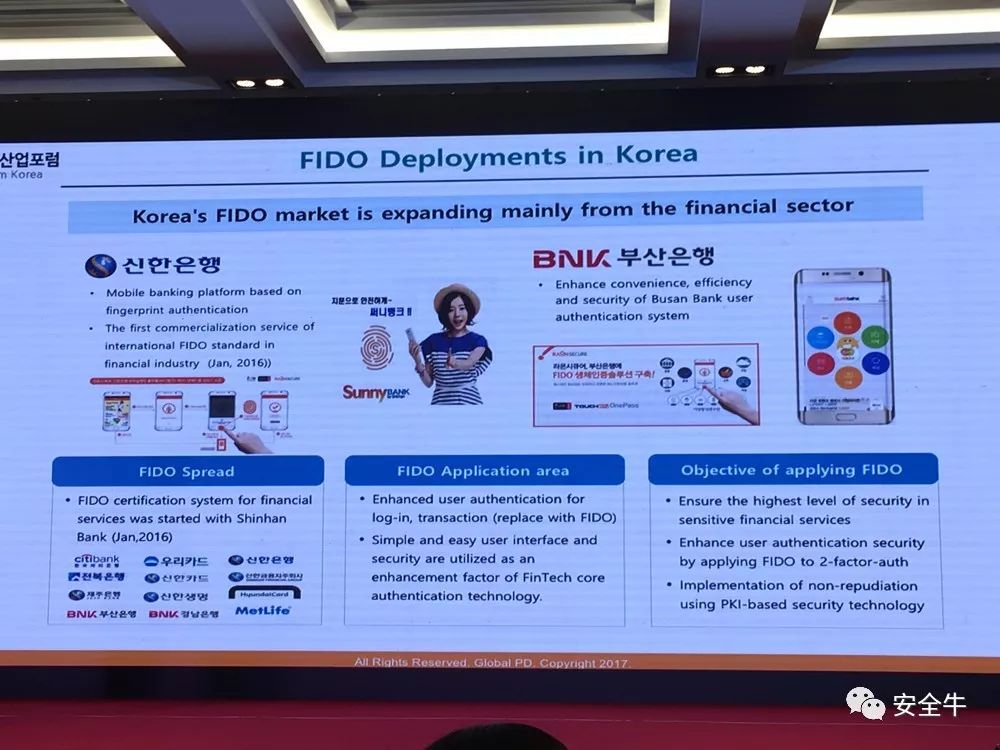 산업포럼
m Korea
FIDO Deployments in Korea
Korea's FIDO market is expanding mainly from the financial sector
신한은행
• Mobile banking platform based on
fingerprint authentication
• The first commercialization service of
international FIDO standard in
financial industry (Jan, 2016))
지문으로 안전하게~
써니뱅크 !!
Sunny BANK
BNK 부산은행
• Enhance convenience, efficiency
and security of Busan Bank user
authentication system
RAONSECURE
라온시큐어, 부산은행에
FIDO 생체인증솔루션 구축!
TOUCH OnePass
FIDO Spread
• FIDO certification system for financial
services was started with Shinhan
Bank (Jan,2016)
citibank 우리카드 신한은행
전북은행 신한카드 신한금융지주회사
제주은행 신한생명 HyundaiCard
BNK 부산은행 BNK 경남은행 MetLife
FIDO Application area
• Enhanced user authentication for
log-in, transaction (replace with FIDO)
• Simple and easy user interface and
security are utilized as an
enhancement factor of FinTech core
authentication technology.
Objective of applying FIDO
• Ensure the highest level of security in
sensitive financial services
• Enhance user authentication security
by applying FIDO to 2-factor-auth
• Implementation of non-repudiation
using PKI-based security technology
All Rights Reserved, Global PD, Copyright 2017.
安全牛